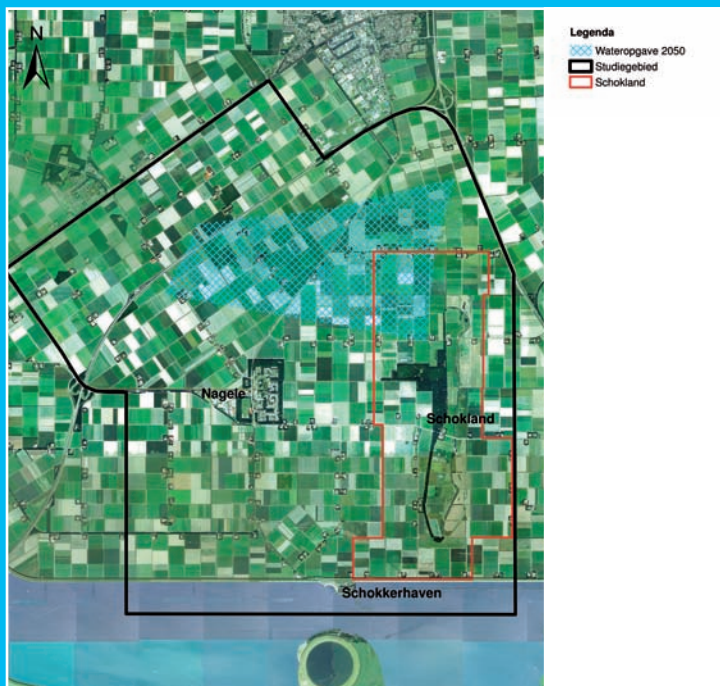 N
Nagele
Schokland
Schokkerhaven
Legenda
Wateropgave 2050
Studiegebied
Schokland